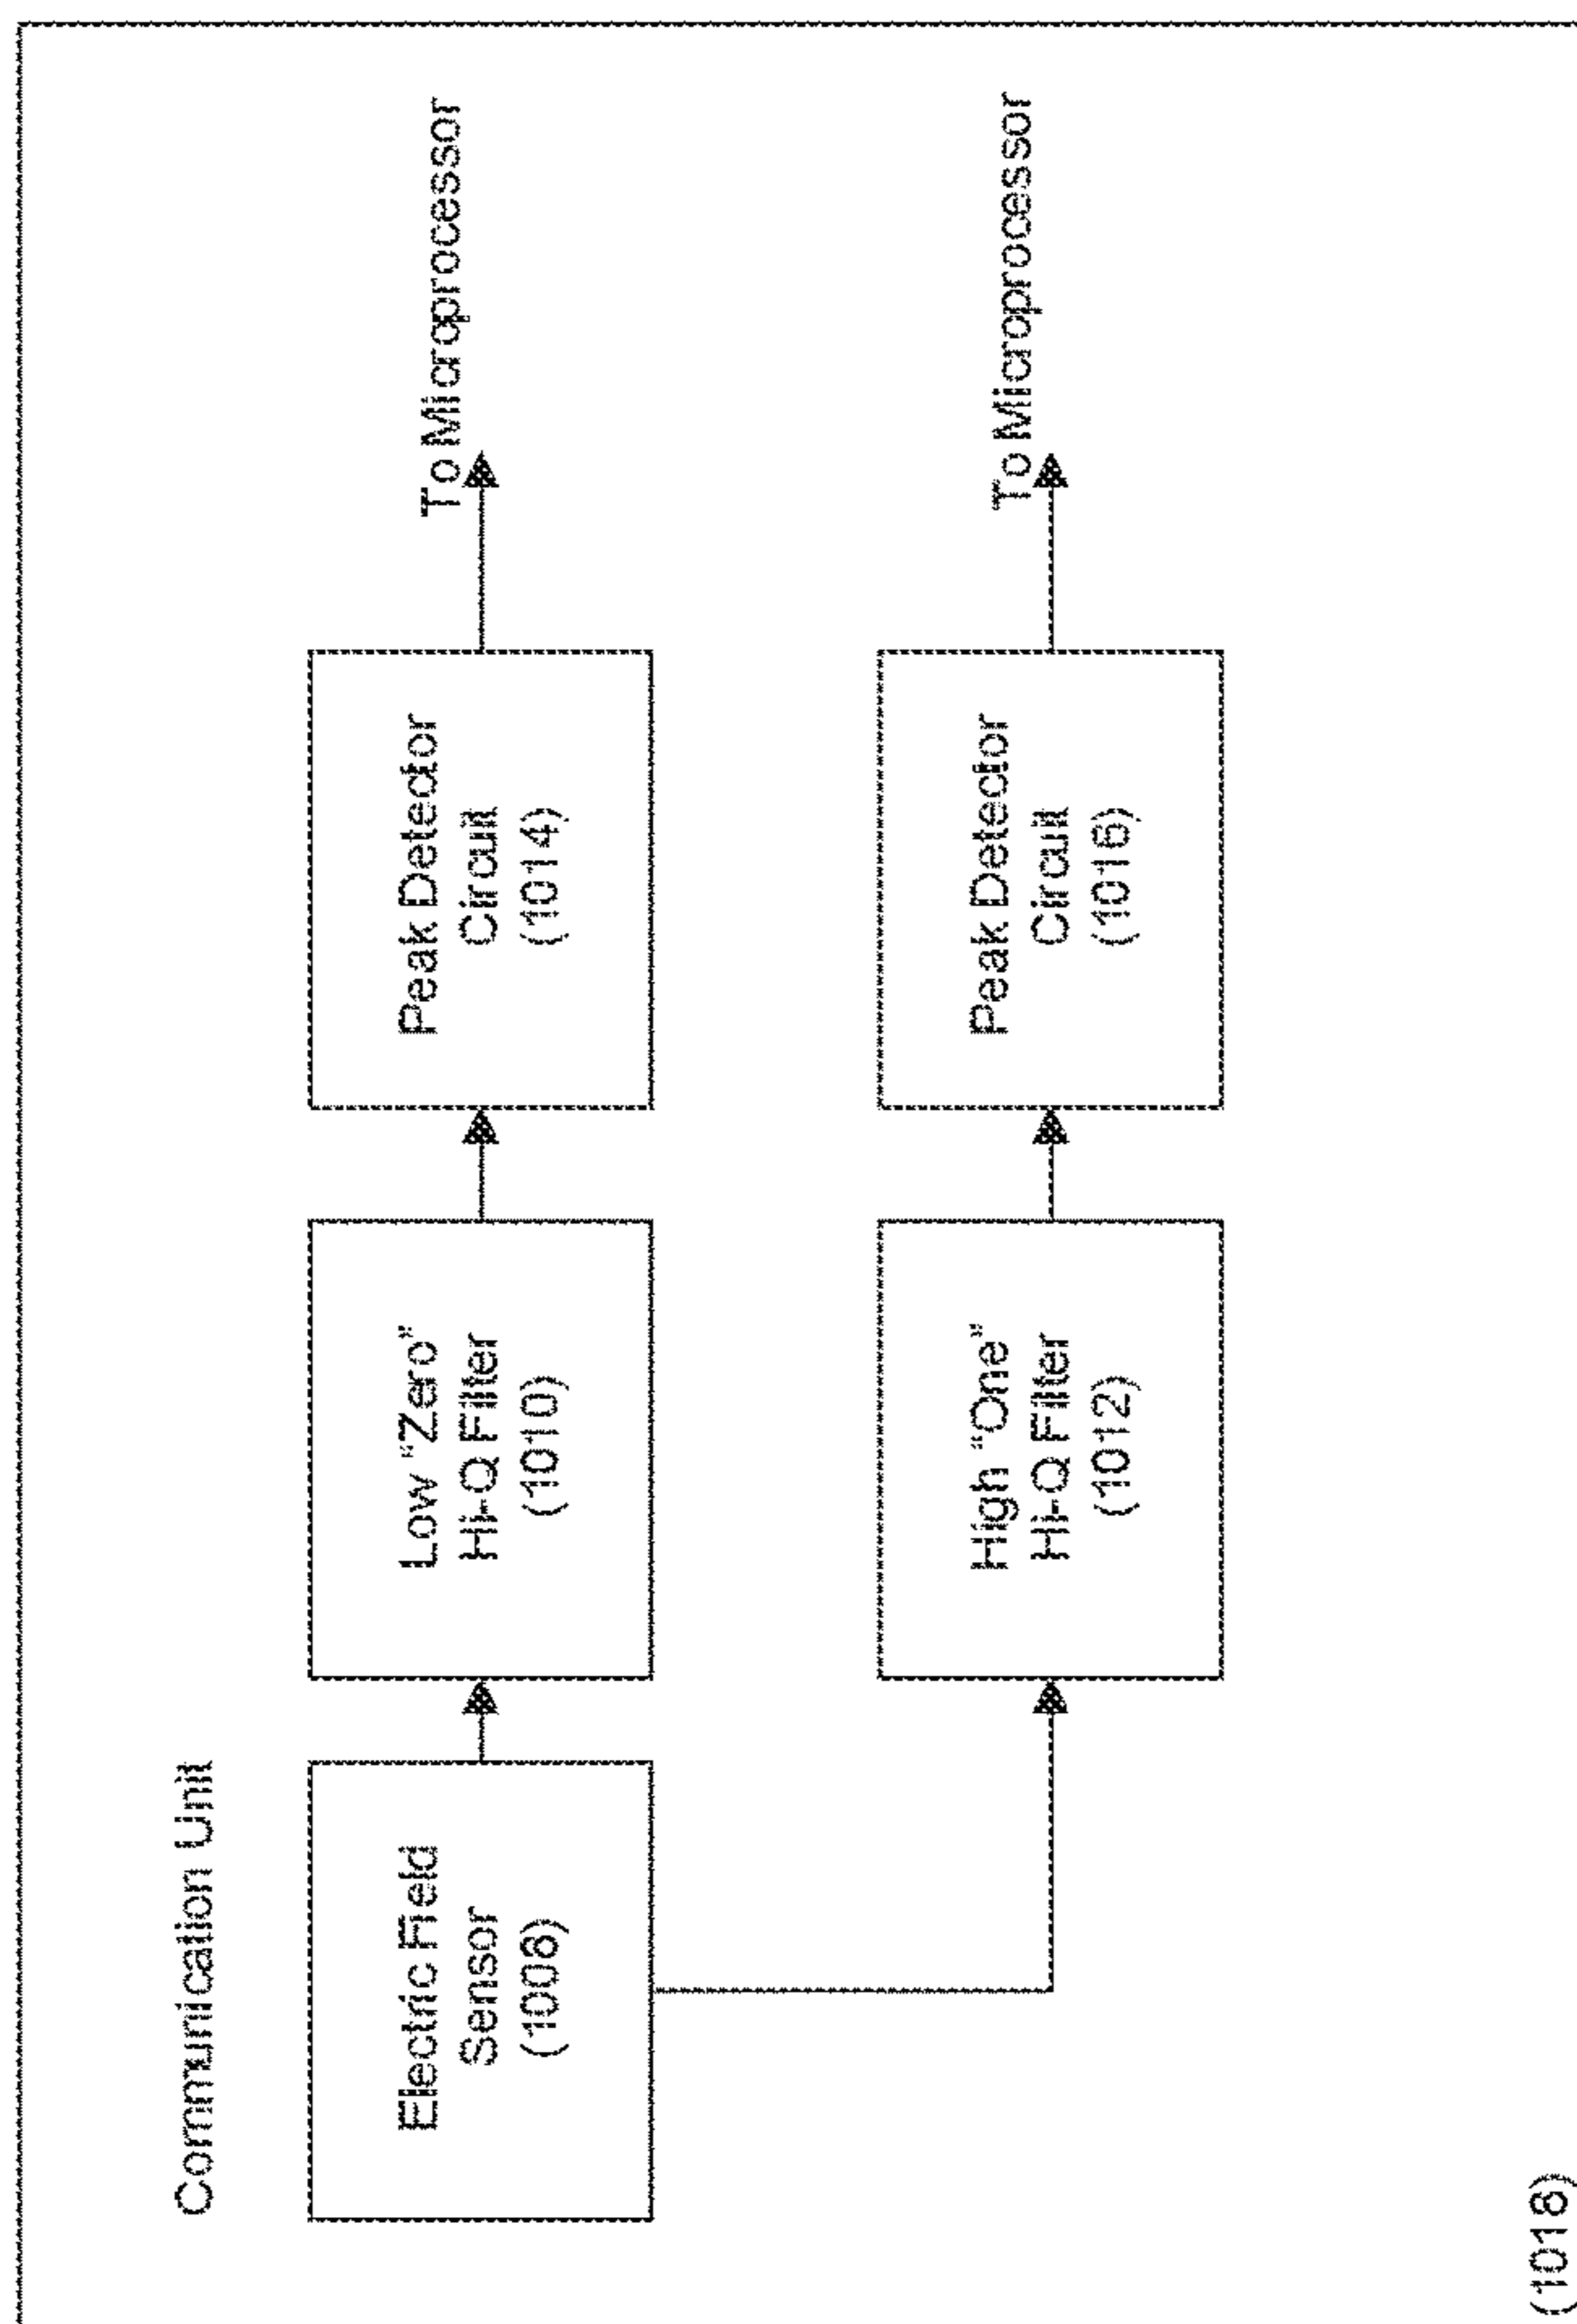 Communication Unit
Electric Field
Sensor
(1008)
Low "Zero"
Hi-Q Filter
(1010)
Peak Detector
Circuit
(1014)
To Microprocessor
High "One"
Hi-Q Filter
(1012)
Peak Detector
Circuit
(1016)
To Microprocessor
(1018)